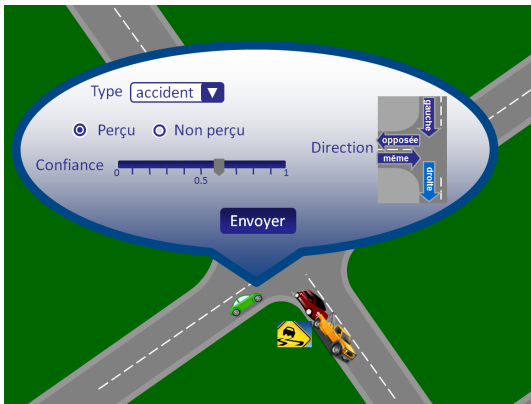 Type accident
Perçu Non perçu
Confiance
0 0.5 1
Direction
gauche
opposée
même
droite
Envoyer